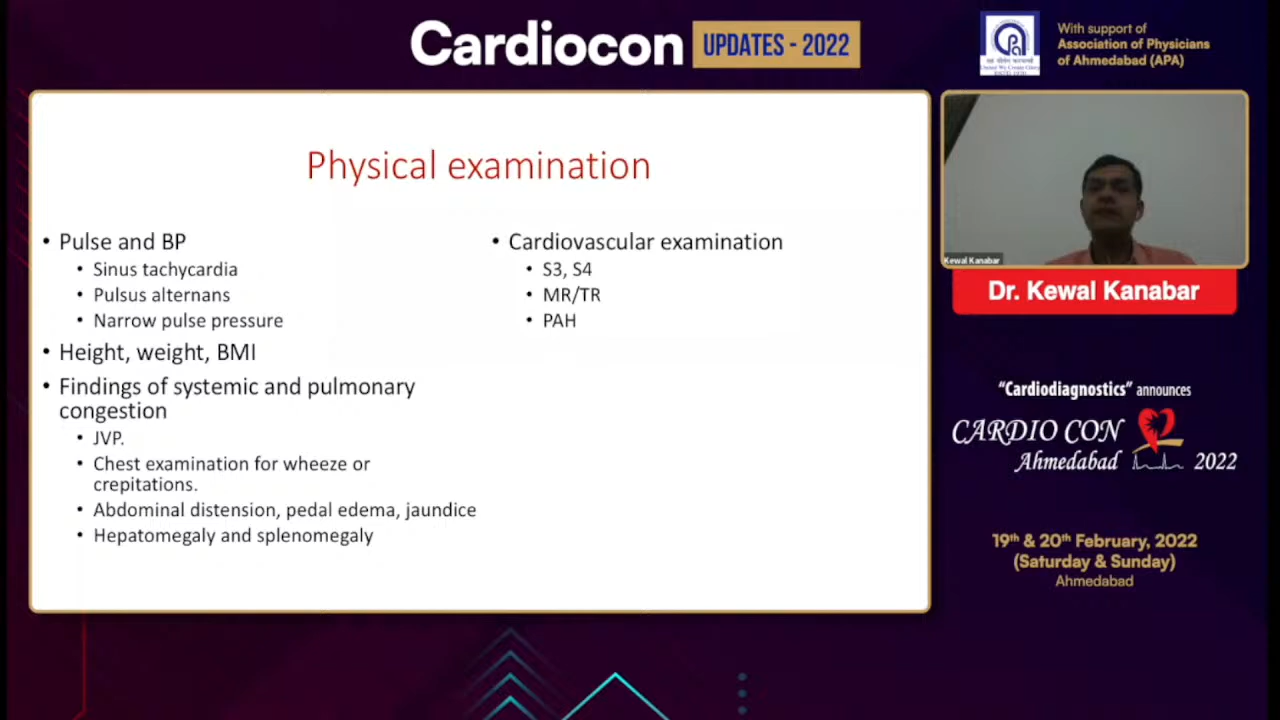 Cardiocon UPDATES - 2022
With support of
Association of Physicians
of Ahmedabad (APA)
Physical examination
• Pulse and BP
• Sinus tachycardia
• Pulsus alternans
• Narrow pulse pressure
• Height, weight, BMI
• Findings of systemic and pulmonary
congestion
• JVP.
• Chest examination for wheeze or
crepitations.
• Abdominal distension, pedal edema, jaundice
• Hepatomegaly and splenomegaly
• Cardiovascular examination
• S3, S4
• MR/TR
• PAH
Kewal Kanabar
Dr. Kewal Kanabar
“Cardiodiagnostics” announces
CARDIO CON
Ahmedabad 2022
19th & 20th February, 2022
(Saturday & Sunday)
Ahmedabad